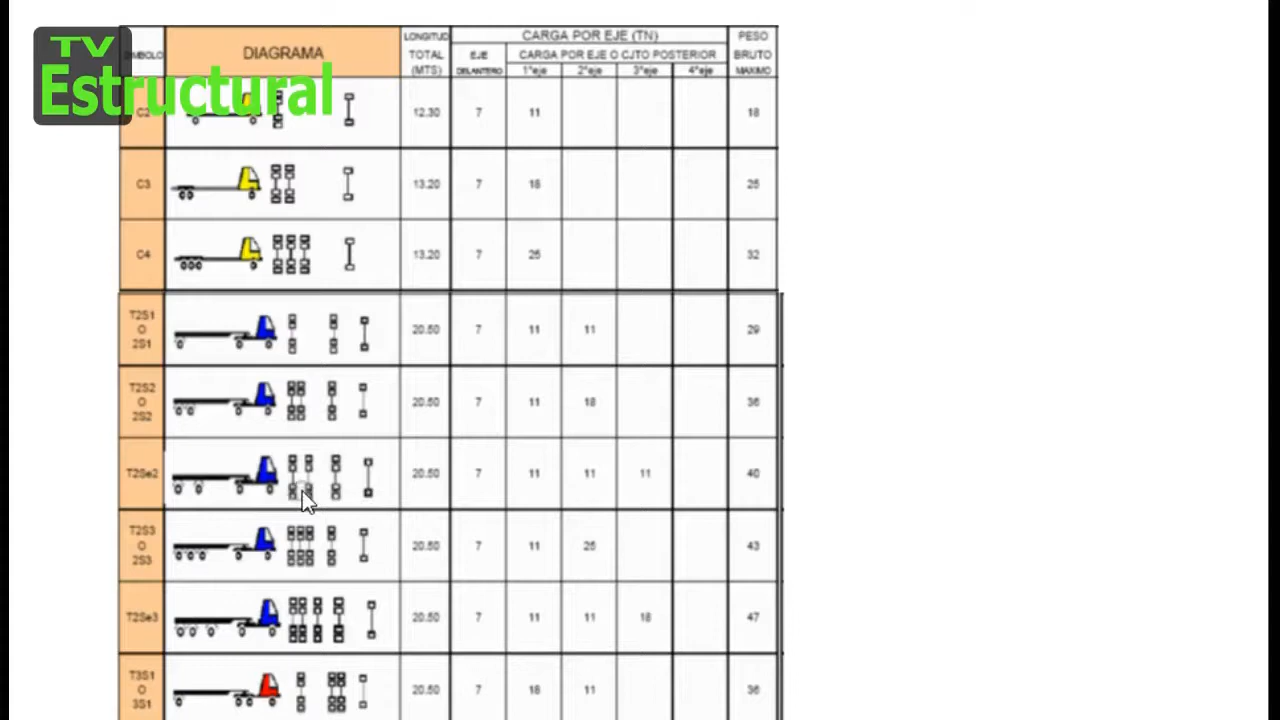 TV
Estructural
DIAGRAMA
LONGITUD
TOTAL
(MTS)
CARGA POR EJE (TN)
EJE
DELANTERO
CARGA POR EJE O CJTO POSTERIOR
1°eje 2°eje 3°eje 4°eje
PESO
BRUTO
MAXIMO
C2 12.30 7 11 18
C3 13.20 7 18 25
C4 13.20 7 25 32
T2S1
O
2S1
20.50 7 11 11 29
T2S2
O
2S2
20.50 7 11 18 36
T2Se2 20.50 7 11 11 11 40
T2S3
O
2S3
20.50 7 11 25 43
T2Se3 20.50 7 11 11 18 47
T3S1
O
3S1
20.50 7 18 11 36